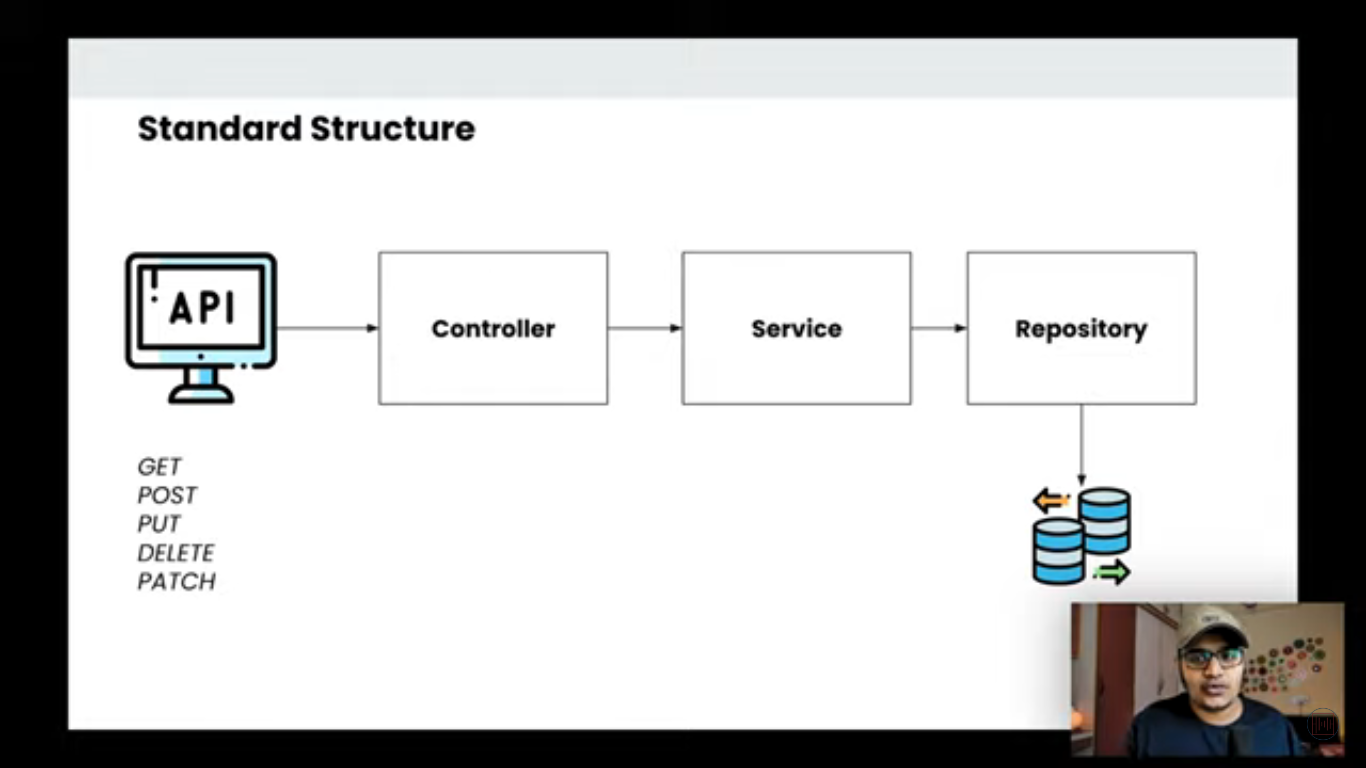 Standard Structure
API
Controller
Service
Repository
GET
POST
PUT
DELETE
PATCH